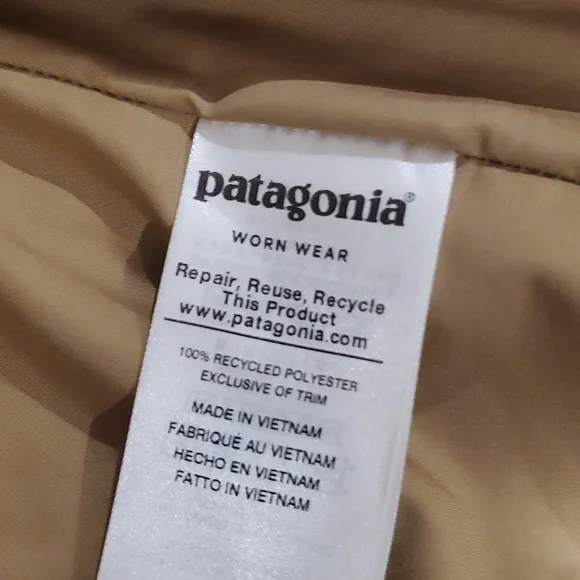 patagonia®
WORN WEAR
Repair, Reuse, Recycle
This Product
www.patagonia.com
100% RECYCLED POLYESTER
EXCLUSIVE OF TRIM
MADE IN VIETNAM
FABRIQUÉ AU VIETNAM
HECHO EN VIETNAM
FATTO IN VIETNAM